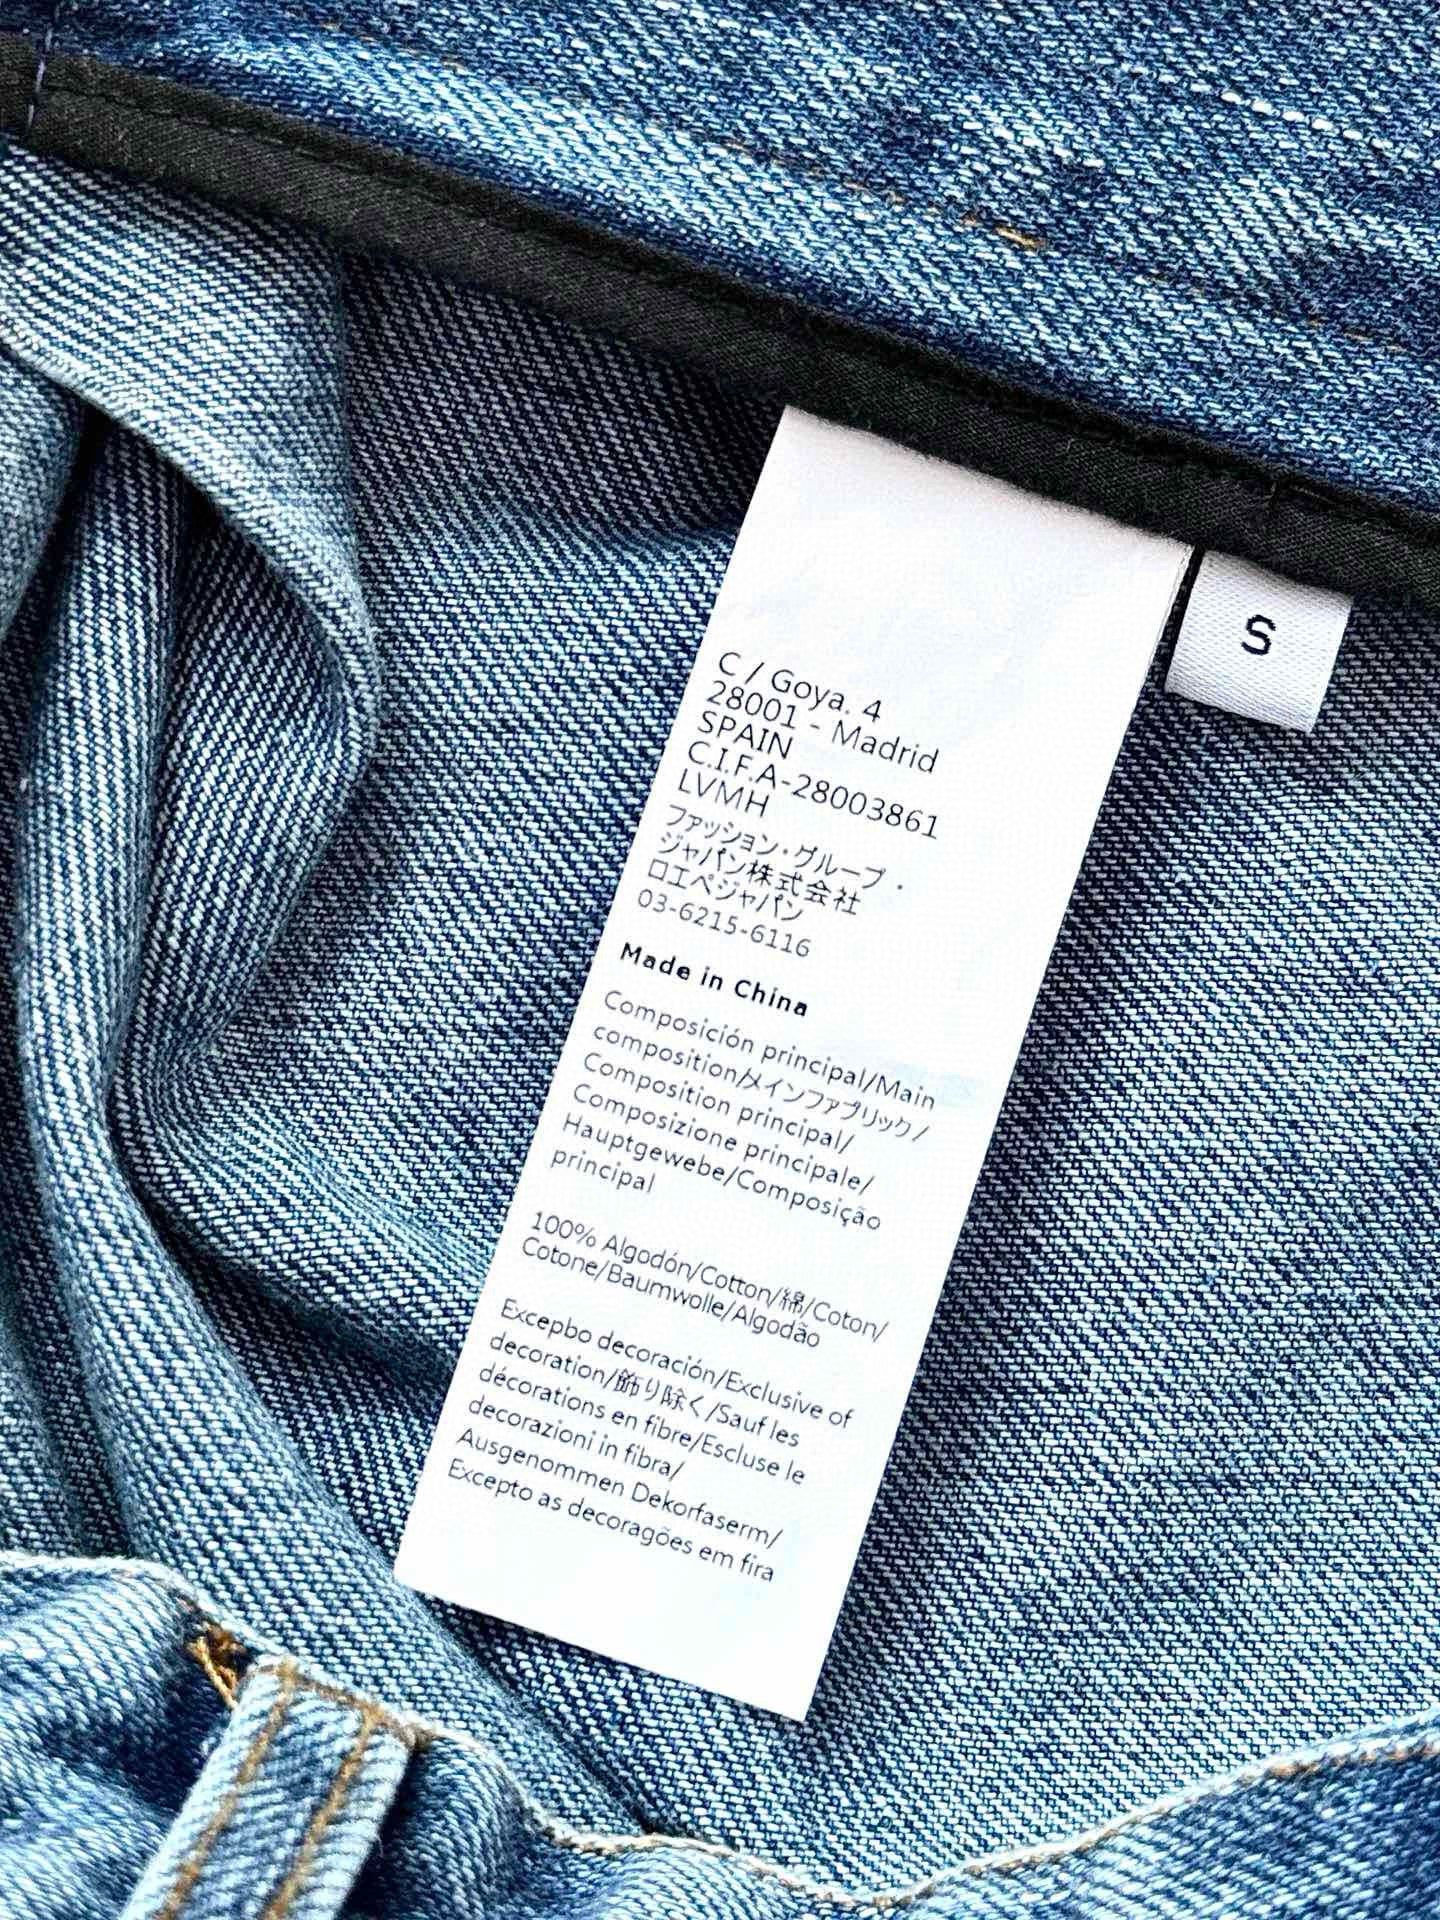 C / Goya. 4
28001 - Madrid
SPAIN
C.I.F.A-28003861
LVMH
ファッション・グループ・
ジャパン株式会社
ロエペジャパン
03-6215-6116
Made in China
Composición principal/Main
composition/メインファブリック/
Composition principal/
Composizione principale/
Hauptgewebe/Composição
principal
100% Algodón/Cotton/綿/Coton/
Cotone/Baumwolle/Algodão
Excepbo decoración/Exclusive of
decoration/飾り除く/Sauf les
décorations en fibre/Escluse le
decorazioni in fibra/
Ausgenommen Dekorfaserm/
Excepto as decoragões em fira
S